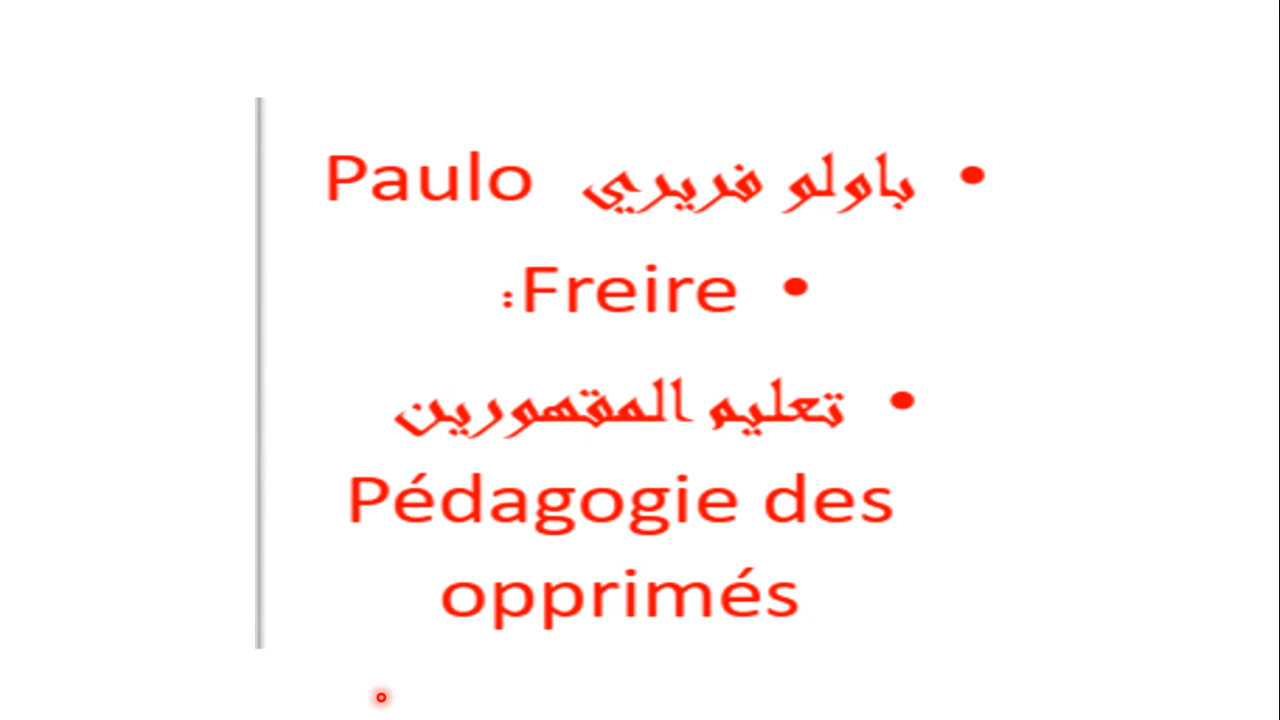 • باولو فريري Paulo
• Freire:
• تعليم المقهورين
Pédagogie des
opprimés